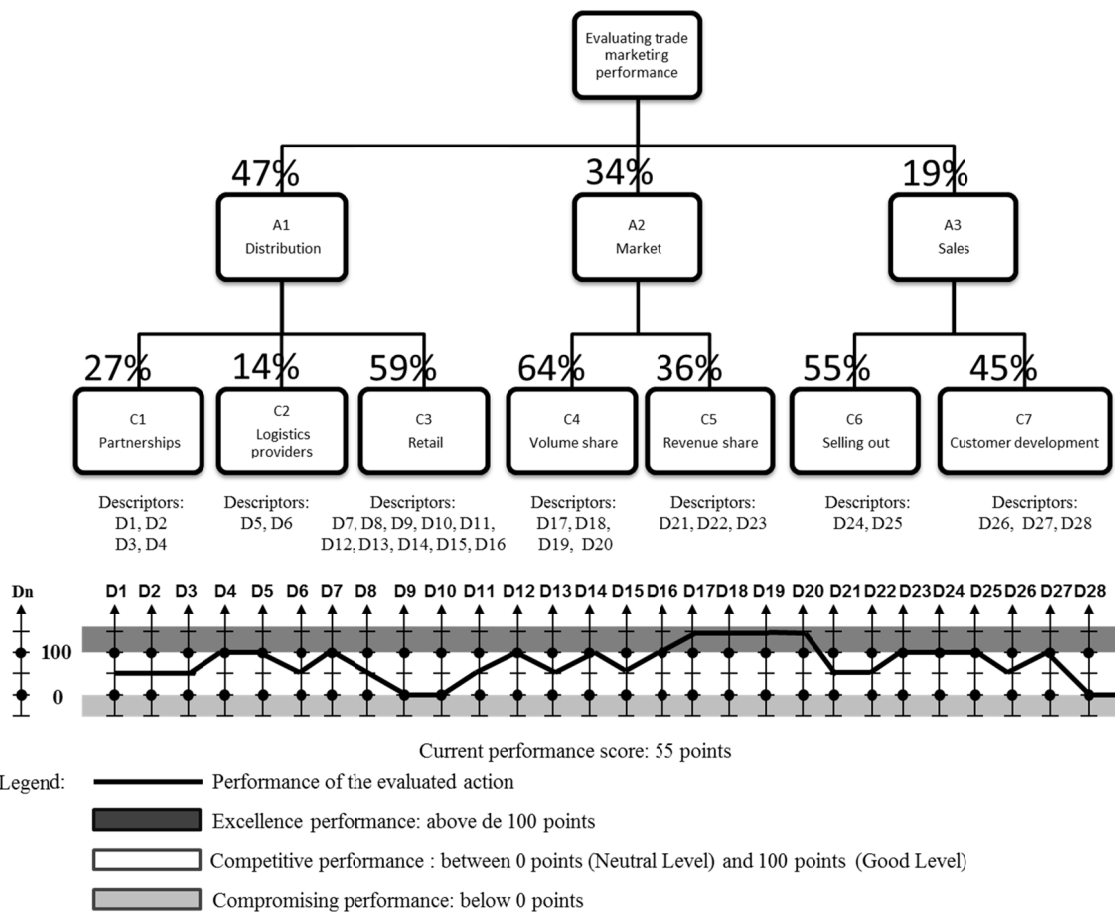 Evaluating trade
marketing
performance
47%
34%
19%
A1
Distribution
A2
Market
A3
Sales
27%
14%
59%
64%
36%
55%
45%
C1
Partnerships
C2
Logistics
providers
C3
Retail
C4
Volume share
C5
Revenue share
C6
Selling out
C7
Customer development
Descriptors:
D1, D2
D3, D4
Descriptors:
D5, D6
Descriptors:
D7, D8, D9, D10, D11,
D12, D13, D14, D15, D16
Descriptors:
D17, D18,
D19, D20
Descriptors:
D21, D22, D23
Descriptors:
D24, D25
Descriptors:
D26, D27, D28
Dn D1 D2 D3 D4 D5 D6 D7 D8 D9 D10 D11 D12 D13 D14 D15 D16 D17 D18 D19 D20 D21 D22 D23 D24 D25 D26 D27 D28
100
0
Current performance score: 55 points
Legend:
Performance of the evaluated action
Excellence performance: above de 100 points
Competitive performance : between 0 points (Neutral Level) and 100 points (Good Level)
Compromising performance: below 0 points